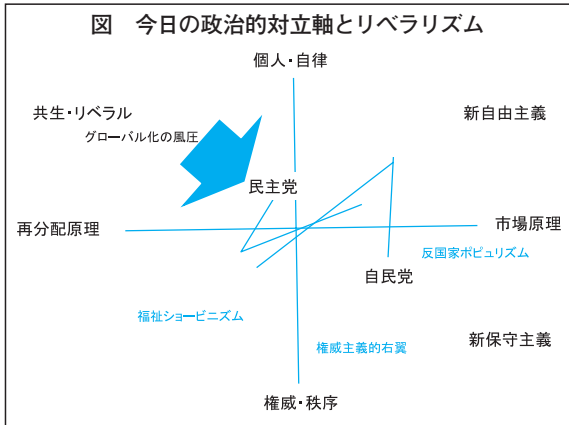 図　今日の政治的対立軸とリベラリズム
個人・自律
共生・リベラル
新自由主義
グローバル化の風圧
民主党
再分配原理
市場原理
反国家ポピュリズム
自民党
福祉ショービニズム
権威主義的右翼
新保守主義
権威・秩序